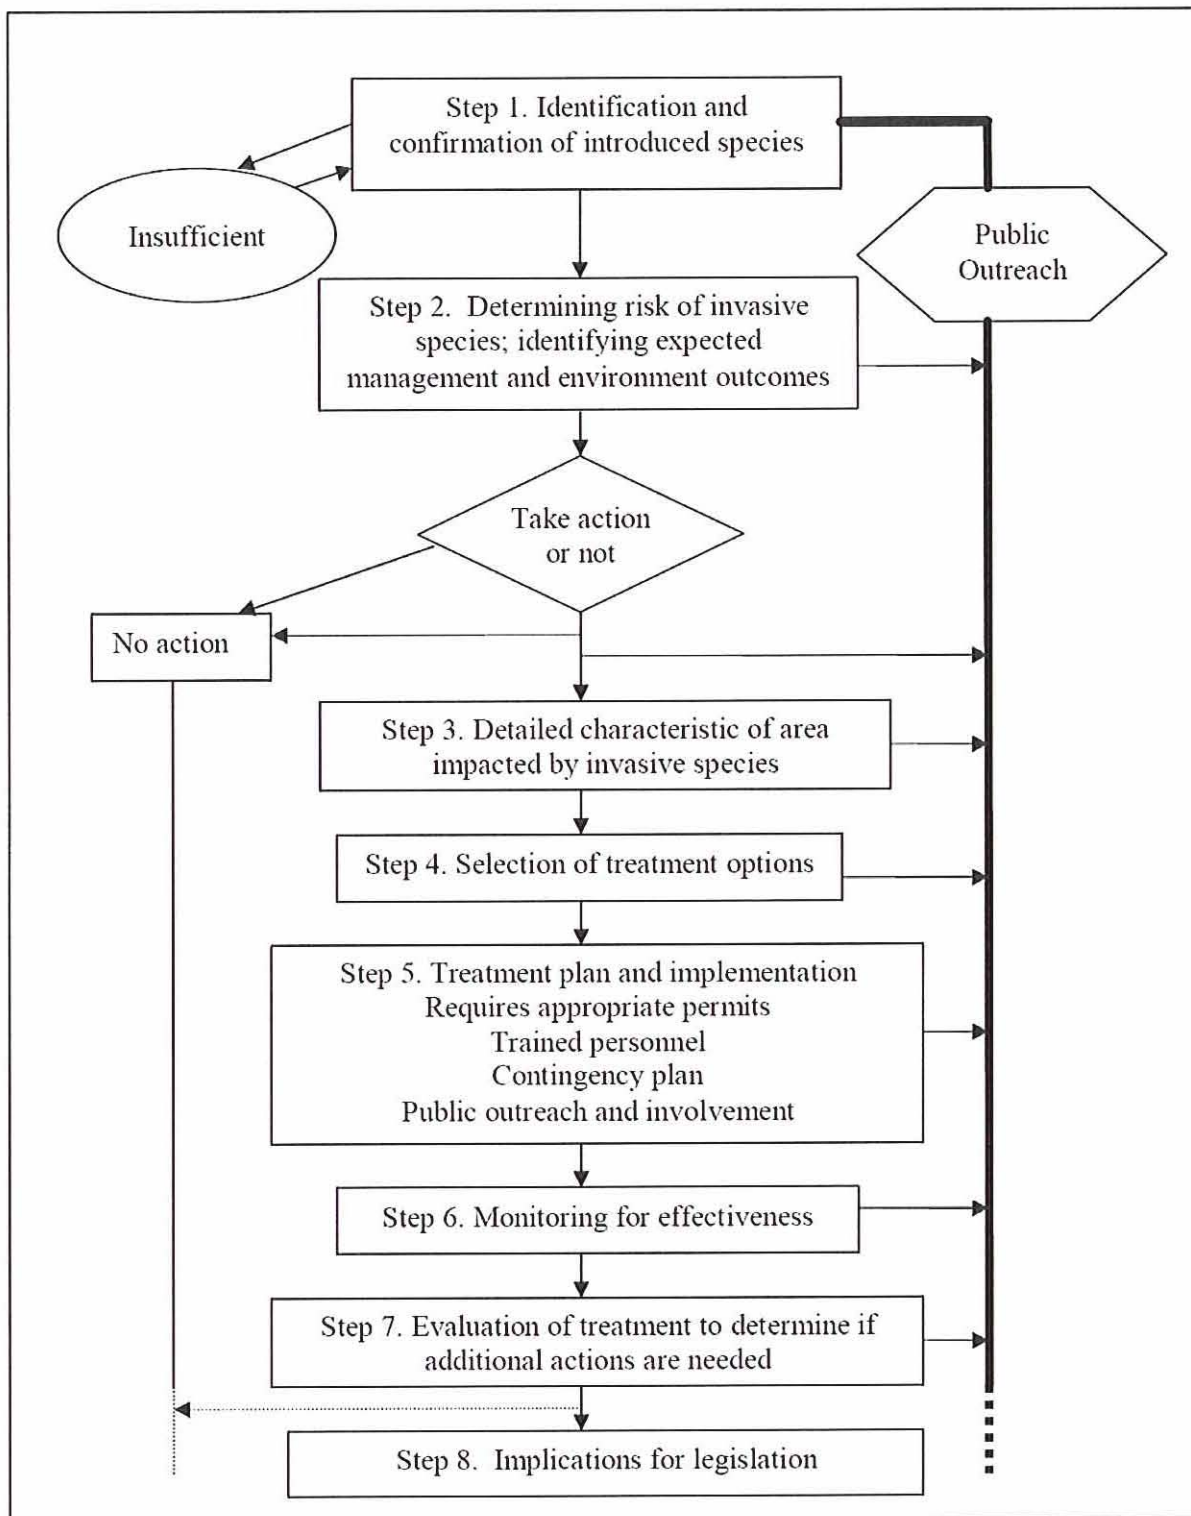 Step 1. Identification and
confirmation of introduced species
Insufficient
Public
Outreach
Step 2. Determining risk of invasive
species; identifying expected
management and environment outcomes
Take action
or not
No action
Step 3. Detailed characteristic of area
impacted by invasive species
Step 4. Selection of treatment options
Step 5. Treatment plan and implementation
Requires appropriate permits
Trained personnel
Contingency plan
Public outreach and involvement
Step 6. Monitoring for effectiveness
Step 7. Evaluation of treatment to determine if
additional actions are needed
Step 8. Implications for legislation